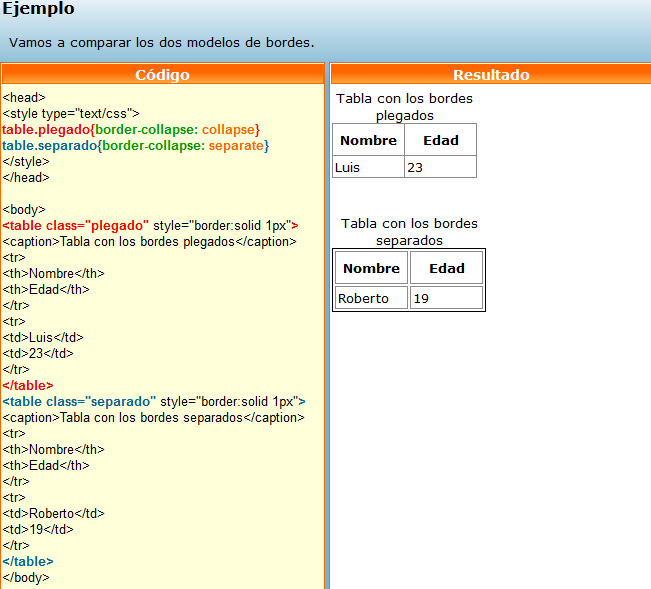 Ejemplo
Vamos a comparar los dos modelos de bordes.
Código
<head>
<style type="text/css">
table.plegado{border-collapse: collapse}
table.separado{border-collapse: separate}
</style>
</head>
<body>
<table class="plegado" style="border:solid 1px">
<caption>Tabla con los bordes plegados</caption>
<tr>
<th>Nombre</th>
<th>Edad</th>
</tr>
<tr>
<td>Luis</td>
<td>23</td>
</tr>
</table>
<table class="separado" style="border:solid 1px">
<caption>Tabla con los bordes separados</caption>
<tr>
<th>Nombre</th>
<th>Edad</th>
</tr>
<tr>
<td>Roberto</td>
<td>19</td>
</tr>
</table>
</body>
Resultado
Tabla con los bordes
plegados
Nombre Edad
Luis 23
Tabla con los bordes
separados
Nombre Edad
Roberto 19